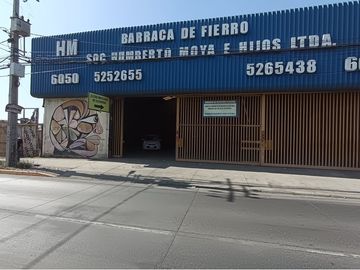 BARRACA DE FIERRO
HM
SOC. HUMBERTO MOYA E HIJOS LTDA.
6050 5252655 5265438